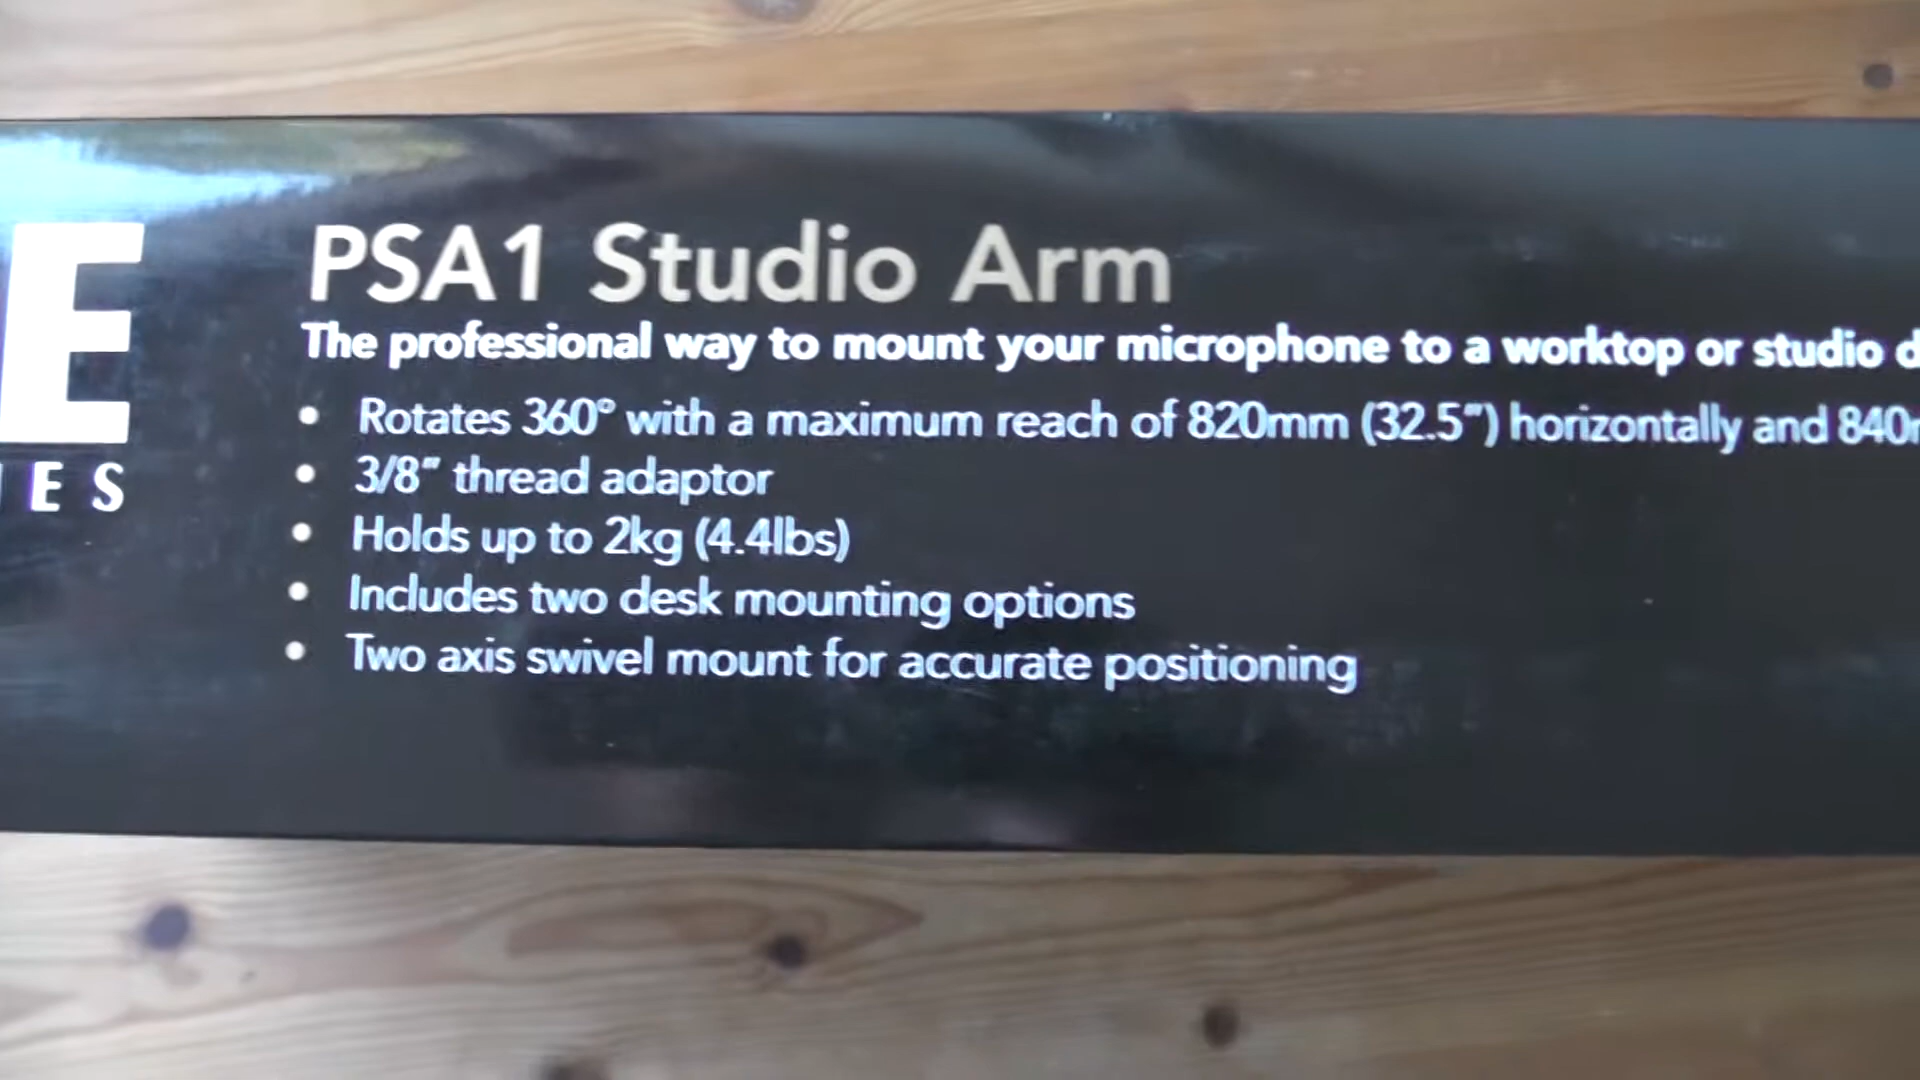 E
ES
PSA1 Studio Arm
The professional way to mount your microphone to a worktop or studio
• Rotates 360° with a maximum reach of 820mm (32.5") horizontally and
• 3/8" thread adaptor
• Holds up to 2kg (4.4lbs)
• Includes two desk mounting options
• Two axis swivel mount for accurate positioning